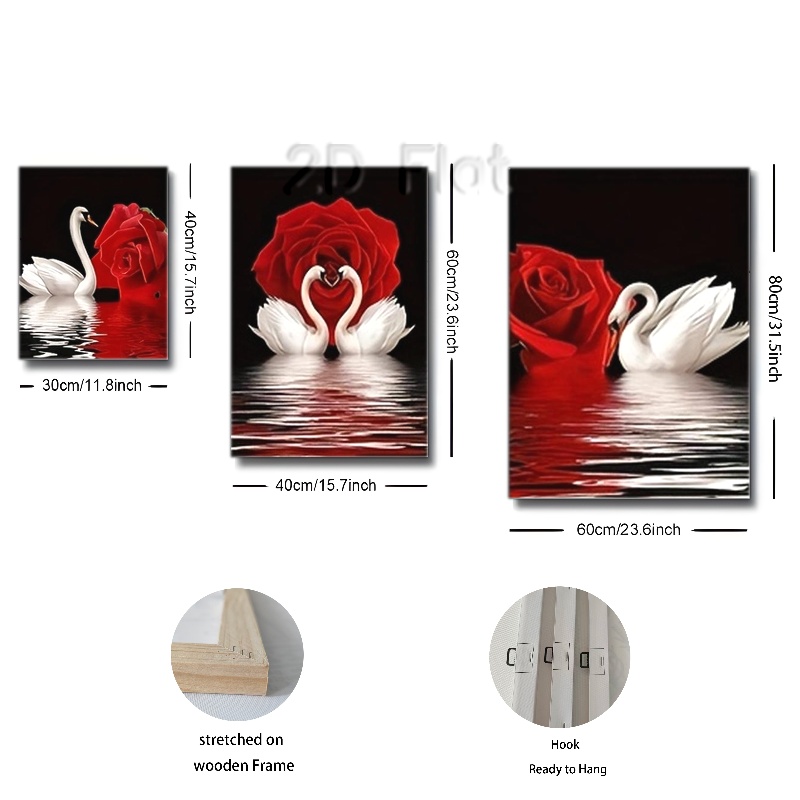 2D Flat
40cm/15.7inch
30cm/11.8inch
60cm/23.6inch
40cm/15.7inch
80cm/31.5inch
60cm/23.6inch
stretched on
wooden Frame
Hook
Ready to Hang